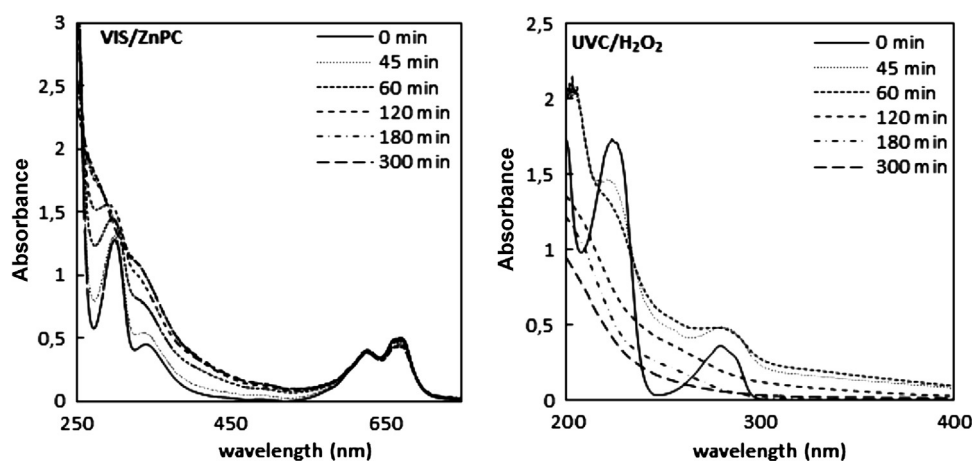 VIS/ZnPC
0 min
45 min
60 min
120 min
180 min
300 min
3
2,5
2
1,5
1
0,5
0
250
450
650
Absorbance
wavelength (nm)
UVC/H₂O₂
0 min
45 min
60 min
120 min
180 min
300 min
2,5
2
1,5
1
0,5
0
200
300
400
Absorbance
wavelength (nm)